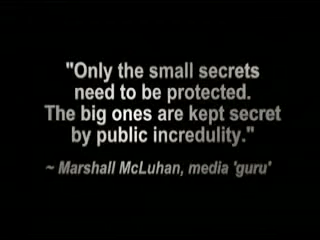 "Only the small secrets
need to be protected.
The big ones are kept secret
by public incredulity."
~ Marshall McLuhan, media 'guru'